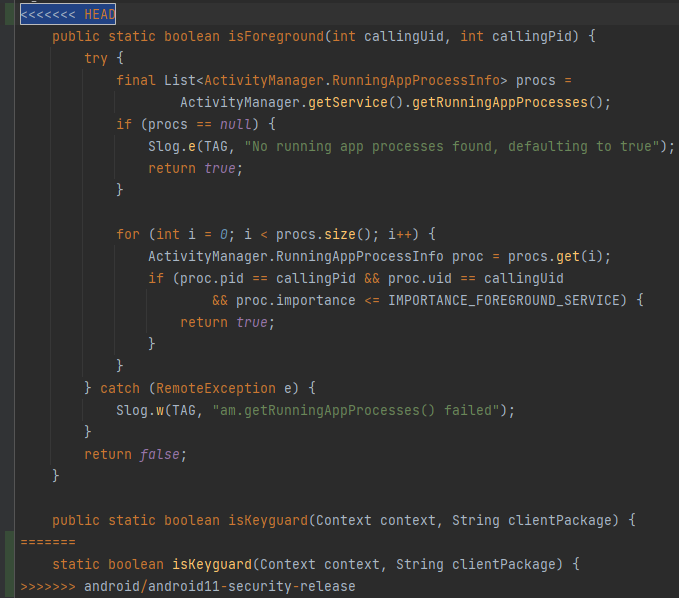 <<<<<<< HEAD
    public static boolean isForeground(int callingUid, int callingPid) {
        try {
            final List<ActivityManager.RunningAppProcessInfo> procs =
                    ActivityManager.getService().getRunningAppProcesses();
            if (procs == null) {
                Slog.e(TAG, "No running app processes found, defaulting to true");
                return true;
            }

            for (int i = 0; i < procs.size(); i++) {
                ActivityManager.RunningAppProcessInfo proc = procs.get(i);
                if (proc.pid == callingPid && proc.uid == callingUid
                        && proc.importance <= IMPORTANCE_FOREGROUND_SERVICE) {
                    return true;
                }
            }
        } catch (RemoteException e) {
            Slog.w(TAG, "am.getRunningAppProcesses() failed");
        }
        return false;
    }

    public static boolean isKeyguard(Context context, String clientPackage) {
=======
    static boolean isKeyguard(Context context, String clientPackage) {
>>>>>>> android/android11-security-release